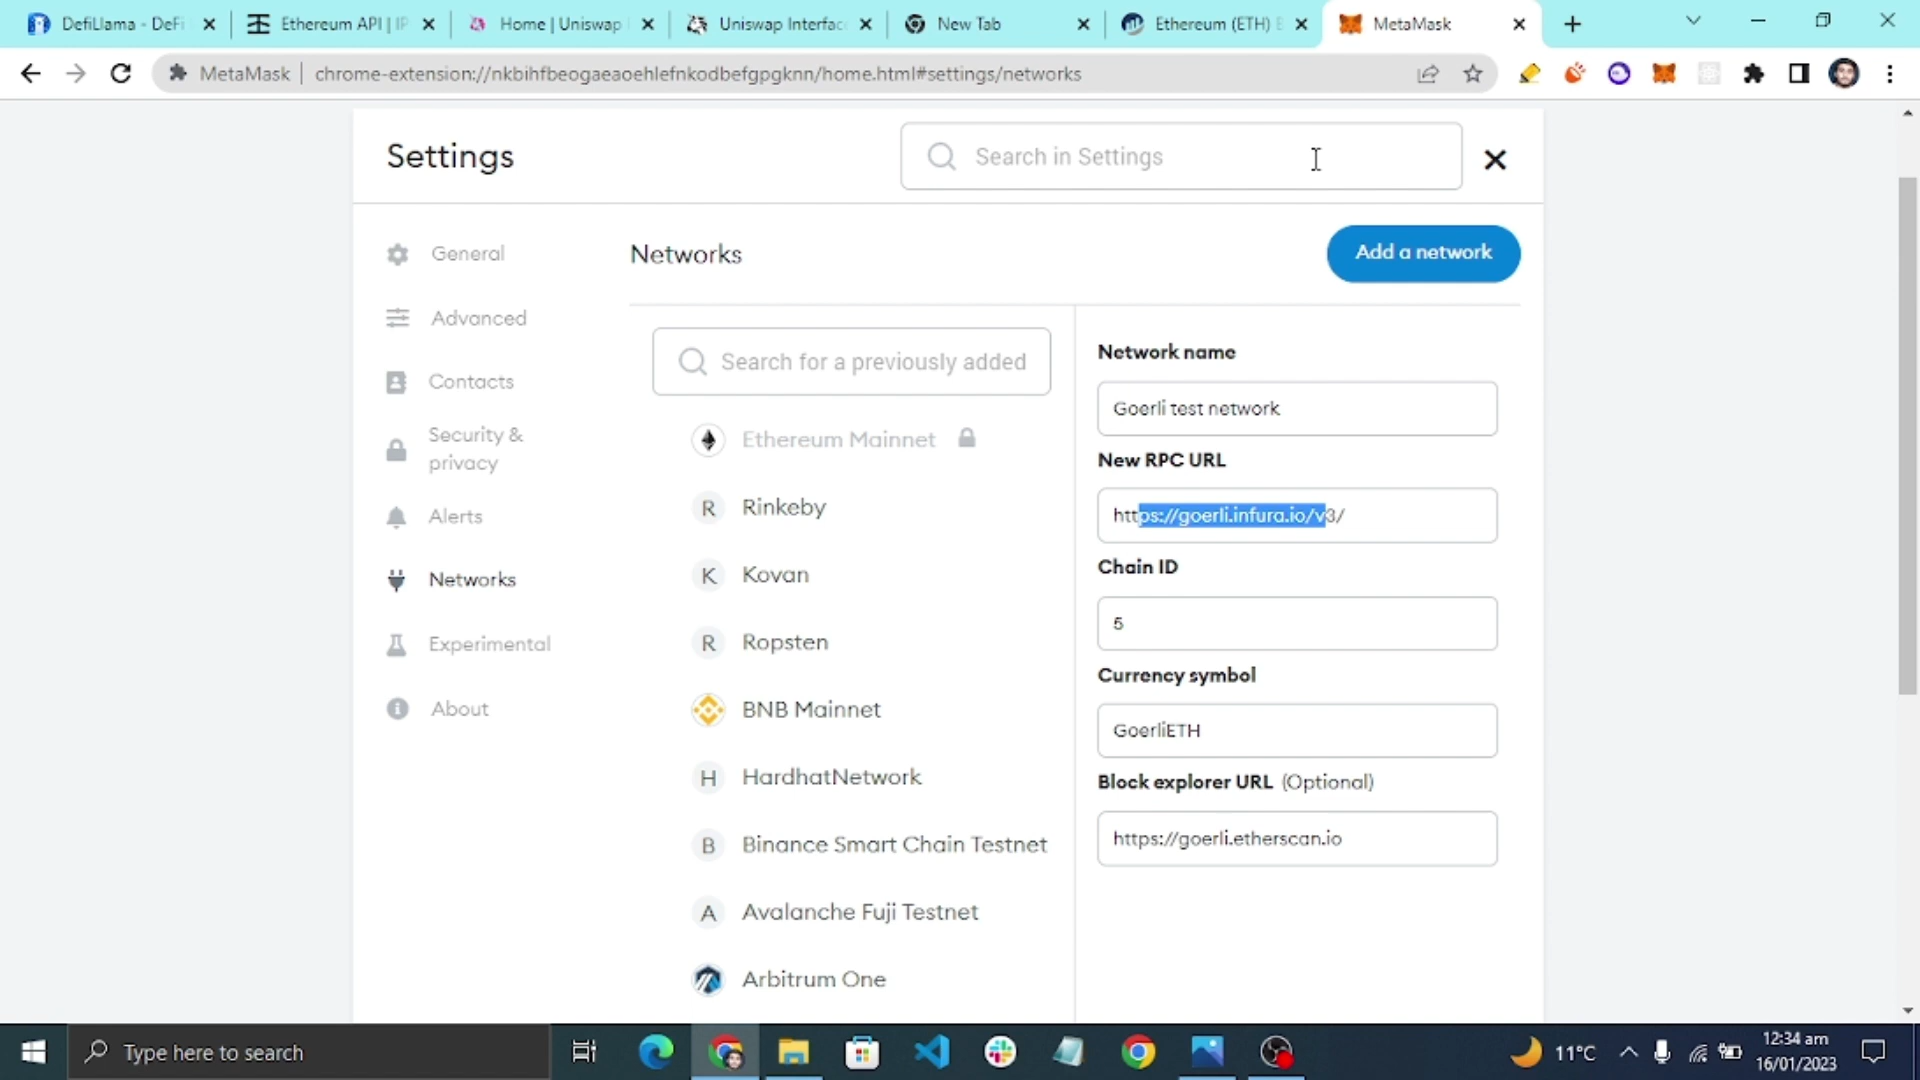 DefiLlama - DeFi
Ethereum API | IP
Home | Uniswap
Uniswap Interfac
New Tab
Ethereum (ETH) B
MetaMask
MetaMask
chrome-extension://nkbihfbeogaeaoehlefnkodbefgpgknn/home.html#settings/networks
Settings
Search in Settings
General
Advanced
Contacts
Security &
privacy
Alerts
Networks
Experimental
About
Networks
Add a network
Search for a previously added
Ethereum Mainnet
R Rinkeby
K Kovan
R Ropsten
BNB Mainnet
H HardhatNetwork
B Binance Smart Chain Testnet
A Avalanche Fuji Testnet
Arbitrum One
Network name
Goerli test network
New RPC URL
https://goerli.infura.io/v3/
Chain ID
5
Currency symbol
GoerliETH
Block explorer URL (Optional)
https://goerli.etherscan.io
Type here to search
11°C
12:34 am
16/01/2023